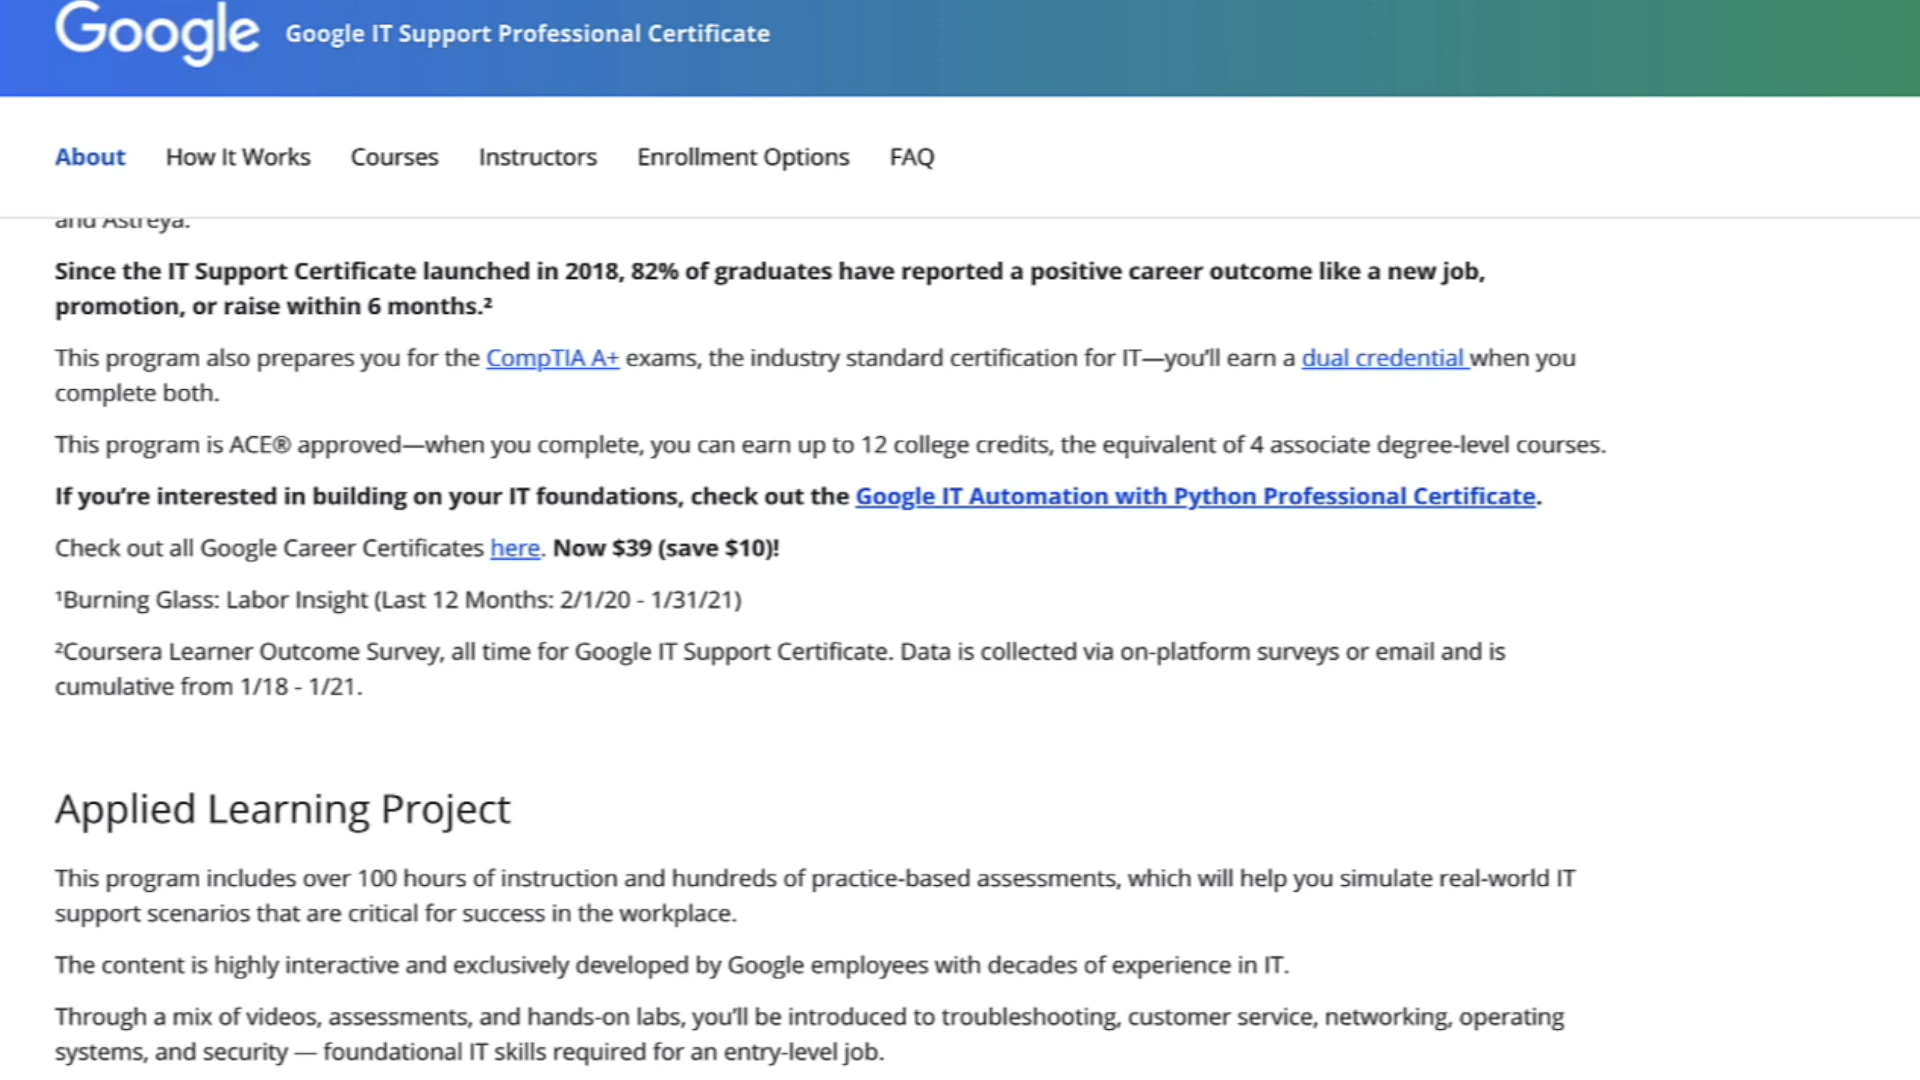 Google Google IT Support Professional Certificate
About How It Works Courses Instructors Enrollment Options FAQ
and Astreya.
Since the IT Support Certificate launched in 2018, 82% of graduates have reported a positive career outcome like a new job,
promotion, or raise within 6 months.²
This program also prepares you for the CompTIA A+ exams, the industry standard certification for IT—you’ll earn a dual credential when you
complete both.
This program is ACE® approved—when you complete, you can earn up to 12 college credits, the equivalent of 4 associate degree-level courses.
If you’re interested in building on your IT foundations, check out the Google IT Automation with Python Professional Certificate.
Check out all Google Career Certificates here. Now $39 (save $10)!
¹Burning Glass: Labor Insight (Last 12 Months: 2/1/20 - 1/31/21)
²Coursera Learner Outcome Survey, all time for Google IT Support Certificate. Data is collected via on-platform surveys or email and is
cumulative from 1/18 - 1/21.
Applied Learning Project
This program includes over 100 hours of instruction and hundreds of practice-based assessments, which will help you simulate real-world IT
support scenarios that are critical for success in the workplace.
The content is highly interactive and exclusively developed by Google employees with decades of experience in IT.
Through a mix of videos, assessments, and hands-on labs, you’ll be introduced to troubleshooting, customer service, networking, operating
systems, and security — foundational IT skills required for an entry-level job.